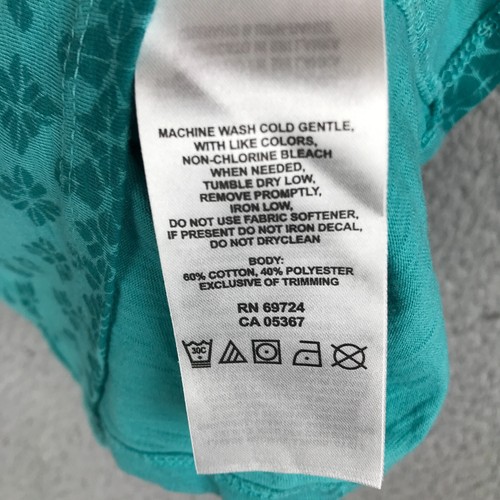 MACHINE WASH COLD GENTLE,
WITH LIKE COLORS,
NON-CHLORINE BLEACH
WHEN NEEDED,
TUMBLE DRY LOW,
REMOVE PROMPTLY,
IRON LOW,
DO NOT USE FABRIC SOFTENER,
IF PRESENT DO NOT IRON DECAL,
DO NOT DRYCLEAN
BODY:
60% COTTON, 40% POLYESTER
EXCLUSIVE OF TRIMMING
RN 69724
CA 05367
30C